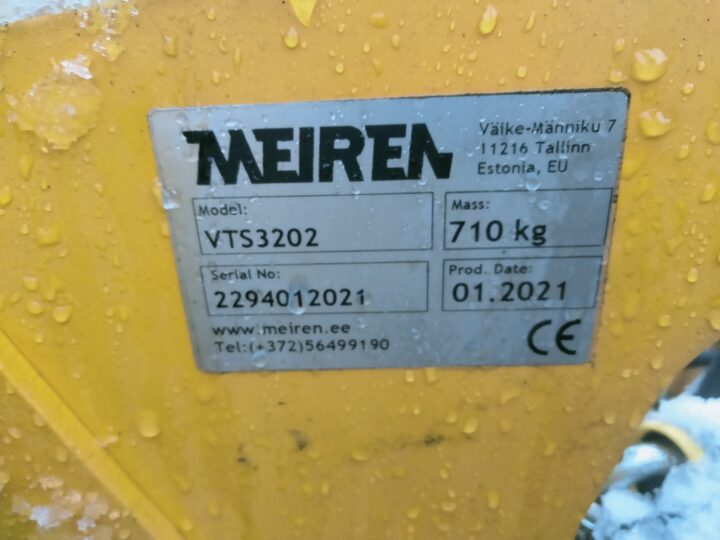 MEIREN
Välke-Männiku 7
11216 Tallinn
Estonia, EU
Model:
VTS3202
Mass:
710 kg
Serial No:
2294012021
Prod. Date:
01.2021
www.meiren.ee
Tel:(+372)56499190
CE